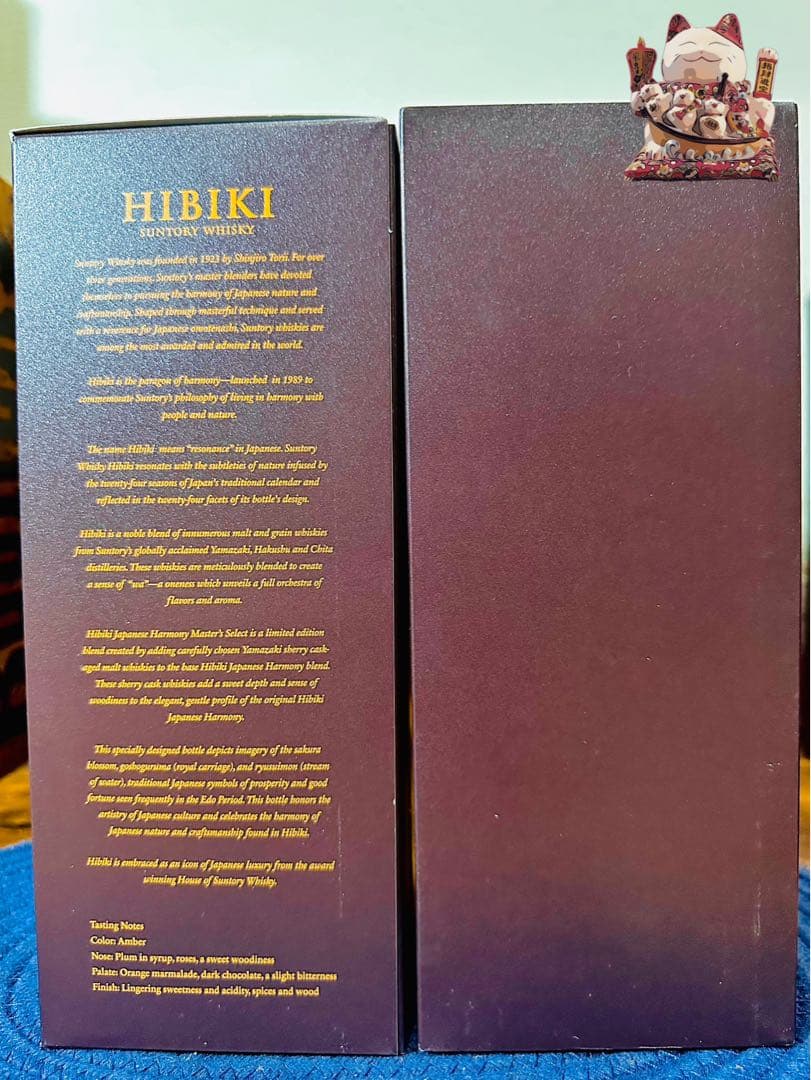 HIBIKI
SUNTORY WHISKY
Suntory Whisky was founded in 1923 by Shinjiro Torii. For over
three generations, Suntory's master blenders have devoted
themselves to pursuing the harmony of Japanese nature and
craftsmanship. Shaped through masterful technique and served
with a reverence for Japanese omotenashi, Suntory whiskies are
among the most awarded and admired in the world.
Hibiki is the paragon of harmony—launched in 1989 to
commemorate Suntory's philosophy of living in harmony with
people and nature.
The name Hibiki means "resonance" in Japanese. Suntory
Whisky Hibiki resonates with the subtleties of nature infused by
the twenty-four seasons of Japan's traditional calendar and
reflected in the twenty-four facets of its bottle's design.
Hibiki is a noble blend of innumerous malt and grain whiskies
from Suntory's globally acclaimed Yamazaki, Hakushu and Chita
distilleries. These whiskies are meticulously blended to create
a sense of "wa"—a oneness which unveils a full orchestra of
flavors and aroma.
Hibiki Japanese Harmony Master's Select is a limited edition
blend created by adding carefully chosen Yamazaki sherry cask-
aged malt whiskies to the base Hibiki Japanese Harmony blend.
These sherry cask whiskies add a sweet depth and sense of
woodiness to the elegant, gentle profile of the original Hibiki
Japanese Harmony.
This specially designed bottle depicts imagery of the sakura
blossom, goshoguruma (royal carriage), and ryusuimon (stream
of water), traditional Japanese symbols of prosperity and good
fortune seen frequently in the Edo Period. This bottle honors the
artistry of Japanese culture and celebrates the harmony of
Japanese nature and craftsmanship found in Hibiki.
Hibiki is embraced as an icon of Japanese luxury from the award
winning House of Suntory Whisky.
Tasting Notes
Color: Amber
Nose: Plum in syrup, roses, a sweet woodiness
Palate: Orange marmalade, dark chocolate, a slight bitterness
Finish: Lingering sweetness and acidity, spices and wood